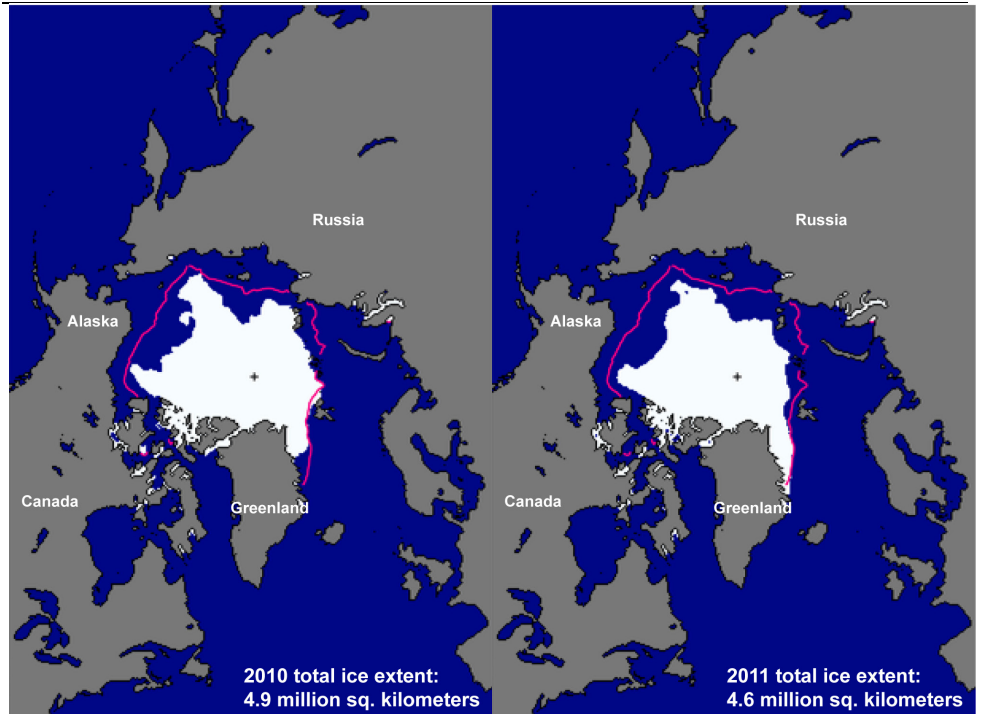 Russia
Alaska
Canada
Greenland
2010 total ice extent:
4.9 million sq. kilometers
Russia
Alaska
Canada
Greenland
2011 total ice extent:
4.6 million sq. kilometers